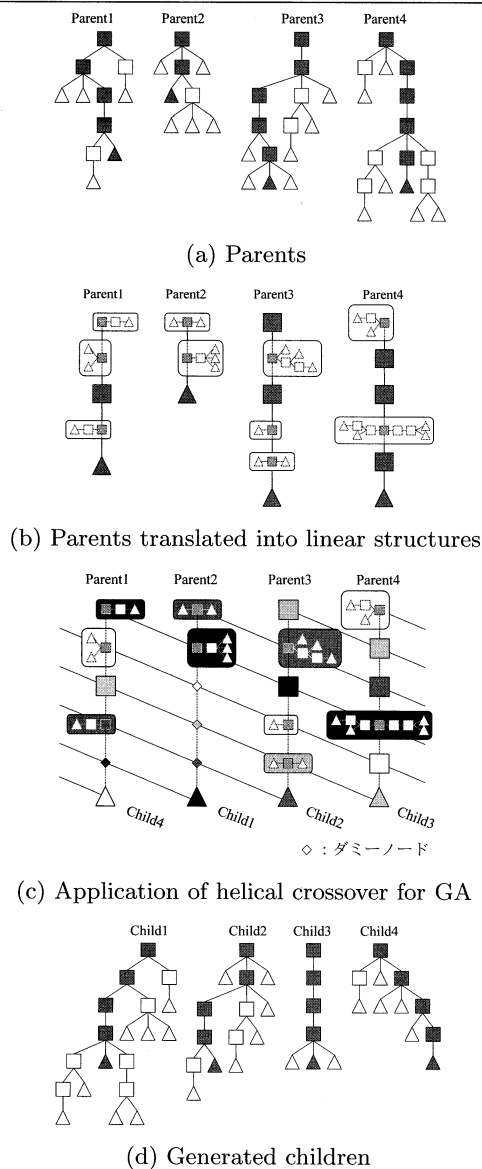 Parent1 Parent2 Parent3 Parent4
(a) Parents
Parent1 Parent2 Parent3 Parent4
(b) Parents translated into linear structures
Parent1 Parent2 Parent3 Parent4
Child4 Child1 Child2 Child3
◇ : ダミーノード
(c) Application of helical crossover for GA
Child1 Child2 Child3 Child4
(d) Generated children